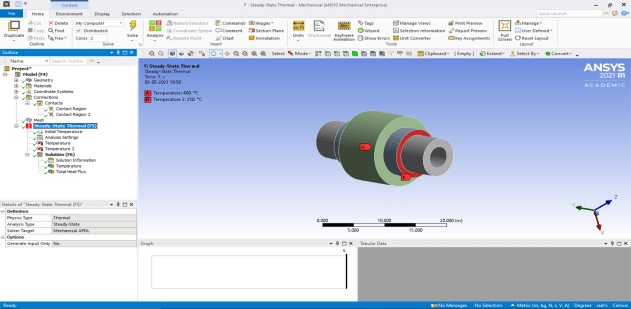 F : Steady-State Thermal - Mechanical [ANSYS Mechanical Enterprise]
Context
File Home Environment Display Selection Automation
Quick Launch
Duplicate
Delete
Find
Tree
Outline
My Computer
Distributed
Cores 2
Solve
Solve
Analysis
Named Selection
Coordinate System
Remote Point
Commands
Comment
Chart
Images
Section Plane
Annotation
Insert
Units
Worksheet
Keyframe
Animation
Tags
Wizard
Show Errors
Manage Views
Selection Information
Unit Converter
Print Preview
Report Preview
Key Assignments
Tools
Full
Screen
Manage
User Defined
Reset Layout
Layout
Select Mode
Clipboard [ Empty ] Extend Select By Convert
Outline
Name Search Outline
Project*
Model (F4)
Geometry
Materials
Coordinate Systems
Connections
Contacts
Contact Region
Contact Region 2
Mesh
Steady-State Thermal (F5)
Initial Temperature
Analysis Settings
Temperature
Temperature 2
Solution (F6)
Solution Information
Temperature
Total Heat Flux
Details of "Steady-State Thermal (F5)"
Definition
Physics Type Thermal
Analysis Type Steady-State
Solver Target Mechanical APDL
Options
Generate Input Only No
F: Steady-State Thermal
Steady-State Thermal
Time: 1. s
A Temperature: 400. °C
B Temperature 2: 250. °C
ANSYS
2021 R1
ACADEMIC
A
B
0.000 10.000 20.000 (m)
5.000 15.000
Y
Z
X
Graph
Tabular Data
Ready
No Messages No Selection Metric (m, kg, N, s, V, A) Degrees rad/s Celsius